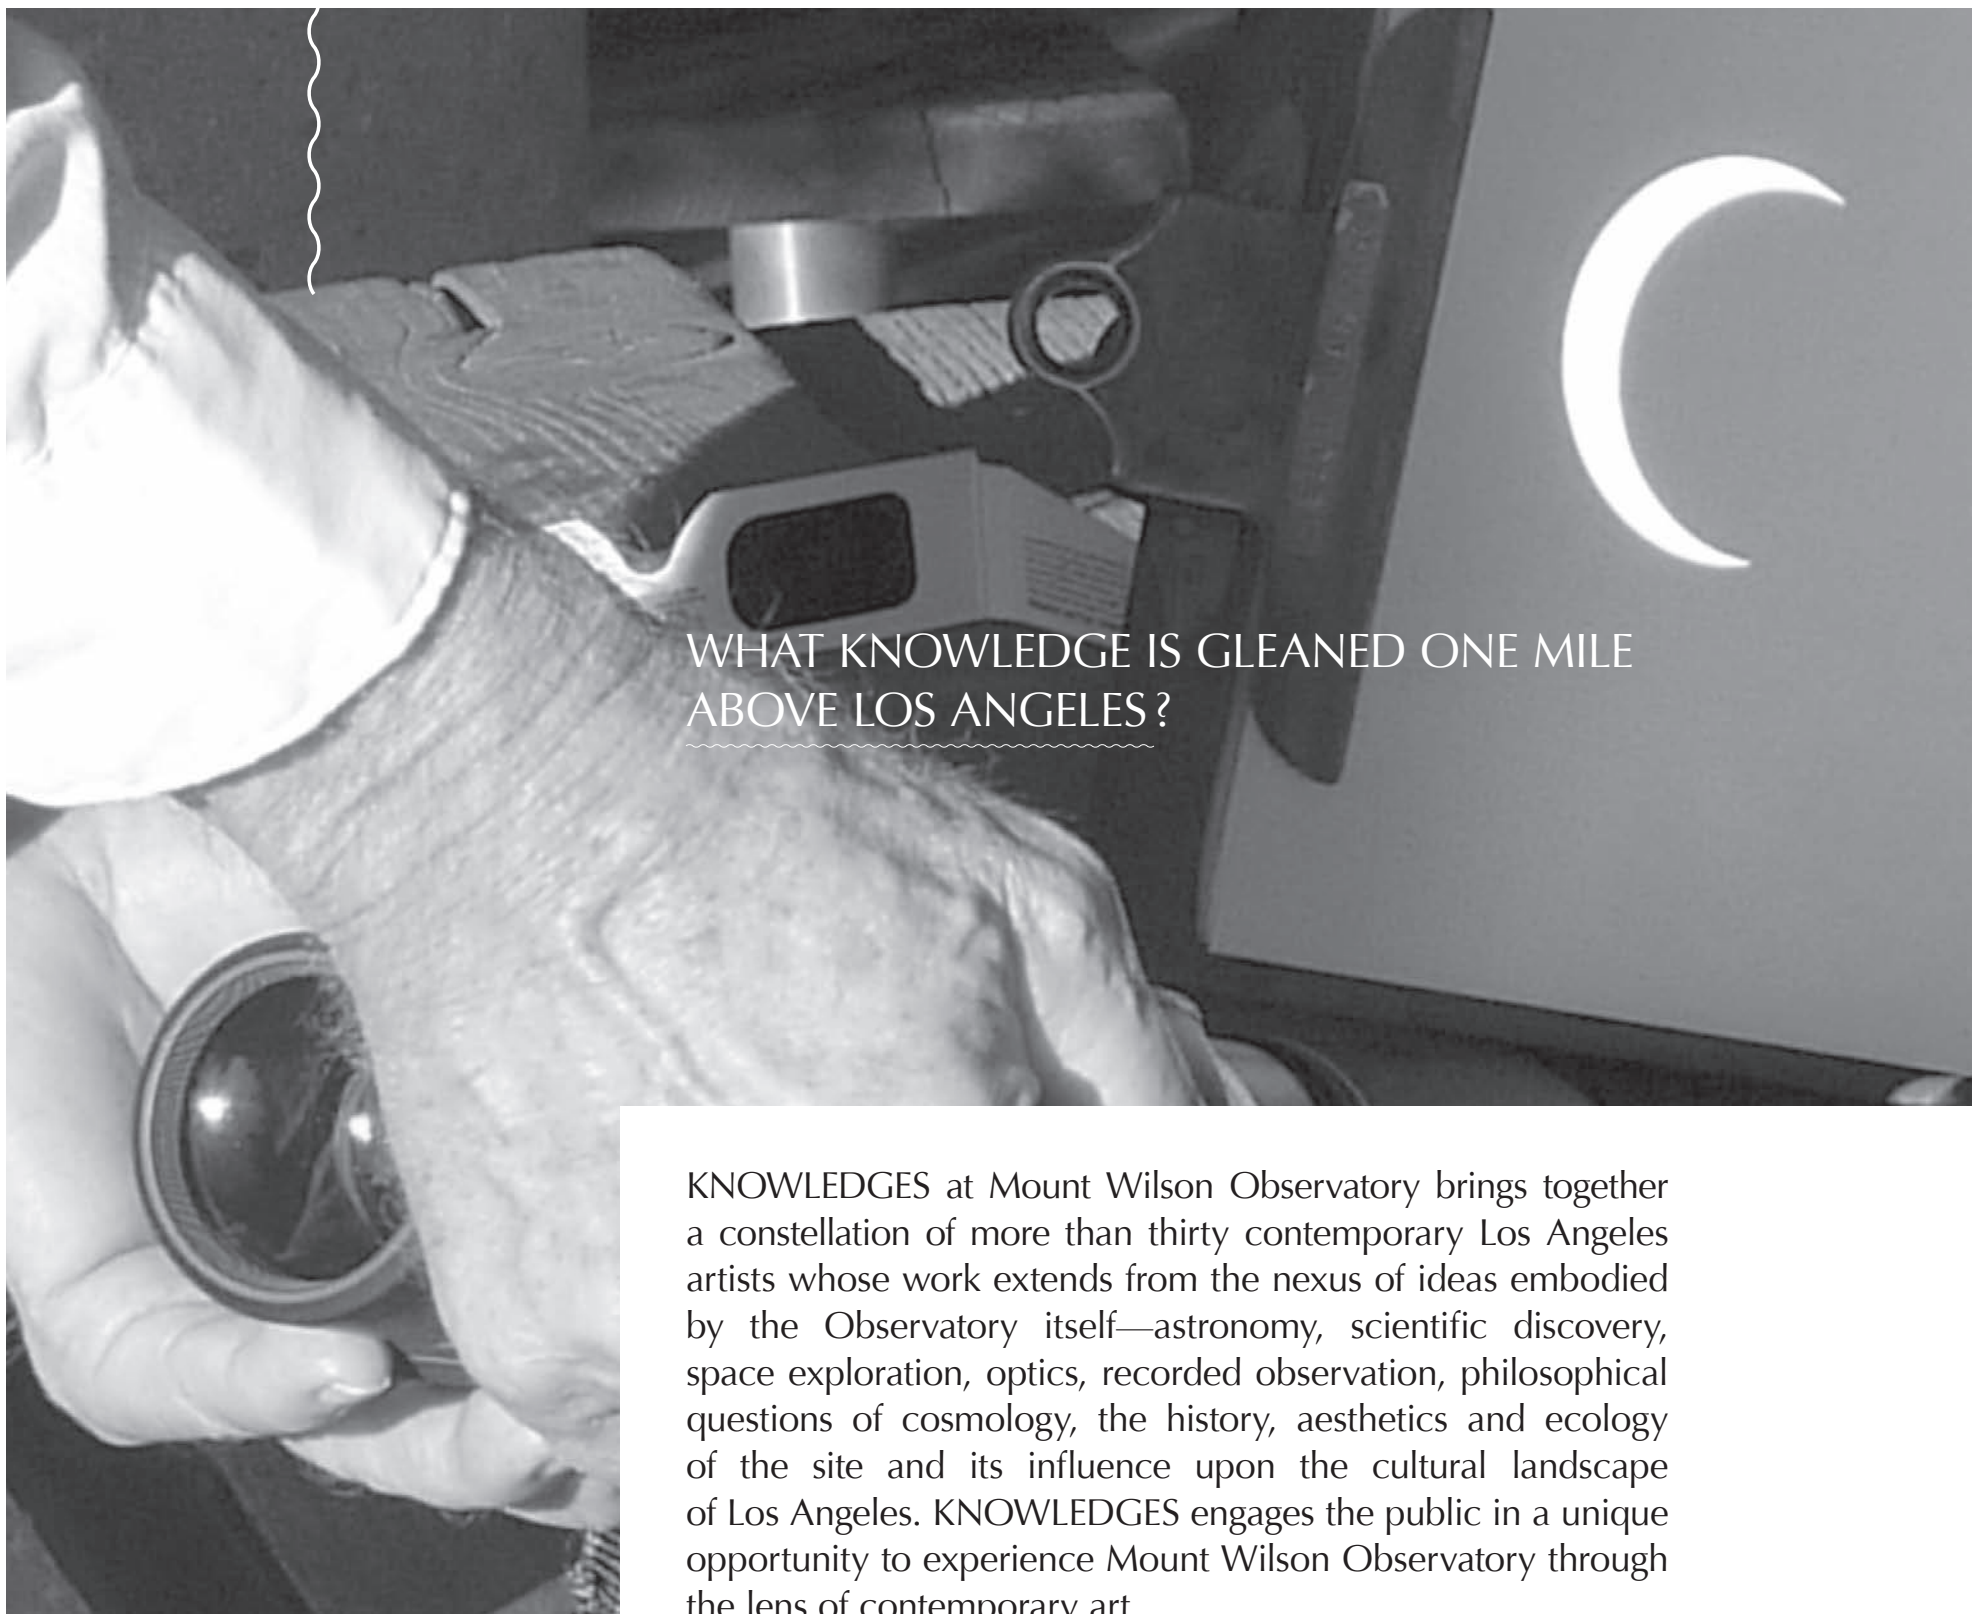 WHAT KNOWLEDGE IS GLEANED ONE MILE
ABOVE LOS ANGELES?
KNOWLEDGES at Mount Wilson Observatory brings together
a constellation of more than thirty contemporary Los Angeles
artists whose work extends from the nexus of ideas embodied
by the Observatory itself—astronomy, scientific discovery,
space exploration, optics, recorded observation, philosophical
questions of cosmology, the history, aesthetics and ecology
of the site and its influence upon the cultural landscape
of Los Angeles. KNOWLEDGES engages the public in a unique
opportunity to experience Mount Wilson Observatory through
the lens of contemporary art